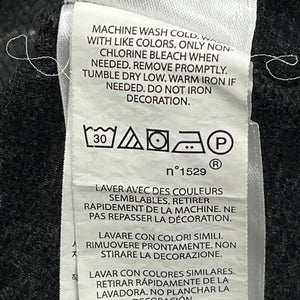 MACHINE WASH COLD. WA
WITH LIKE COLORS. ONLY NON-
CHLORINE BLEACH WHEN
NEEDED. REMOVE PROMPTLY.
TUMBLE DRY LOW. WARM IRON IF
NEEDED. DO NOT IRON
DECORATION.
30 P
n°1529 ®
LAVER AVEC DES COULEURS
SEMBLABLES. RETIRER
RAPIDEMENT DE LA MACHINE. NE
PAS REPASSER LA DÉCORATION.
LAVARE CON COLORI SIMILI.
RIMUOVERE PRONTAMENTE. NON
STIRARE LA DECORAZIONE.
LAVAR CON COLORES SIMILARES.
RETIRAR RÁPIDAMENTE DE LA
LAVADORA. NO PLANCHAR LA
DECORACIÓN.